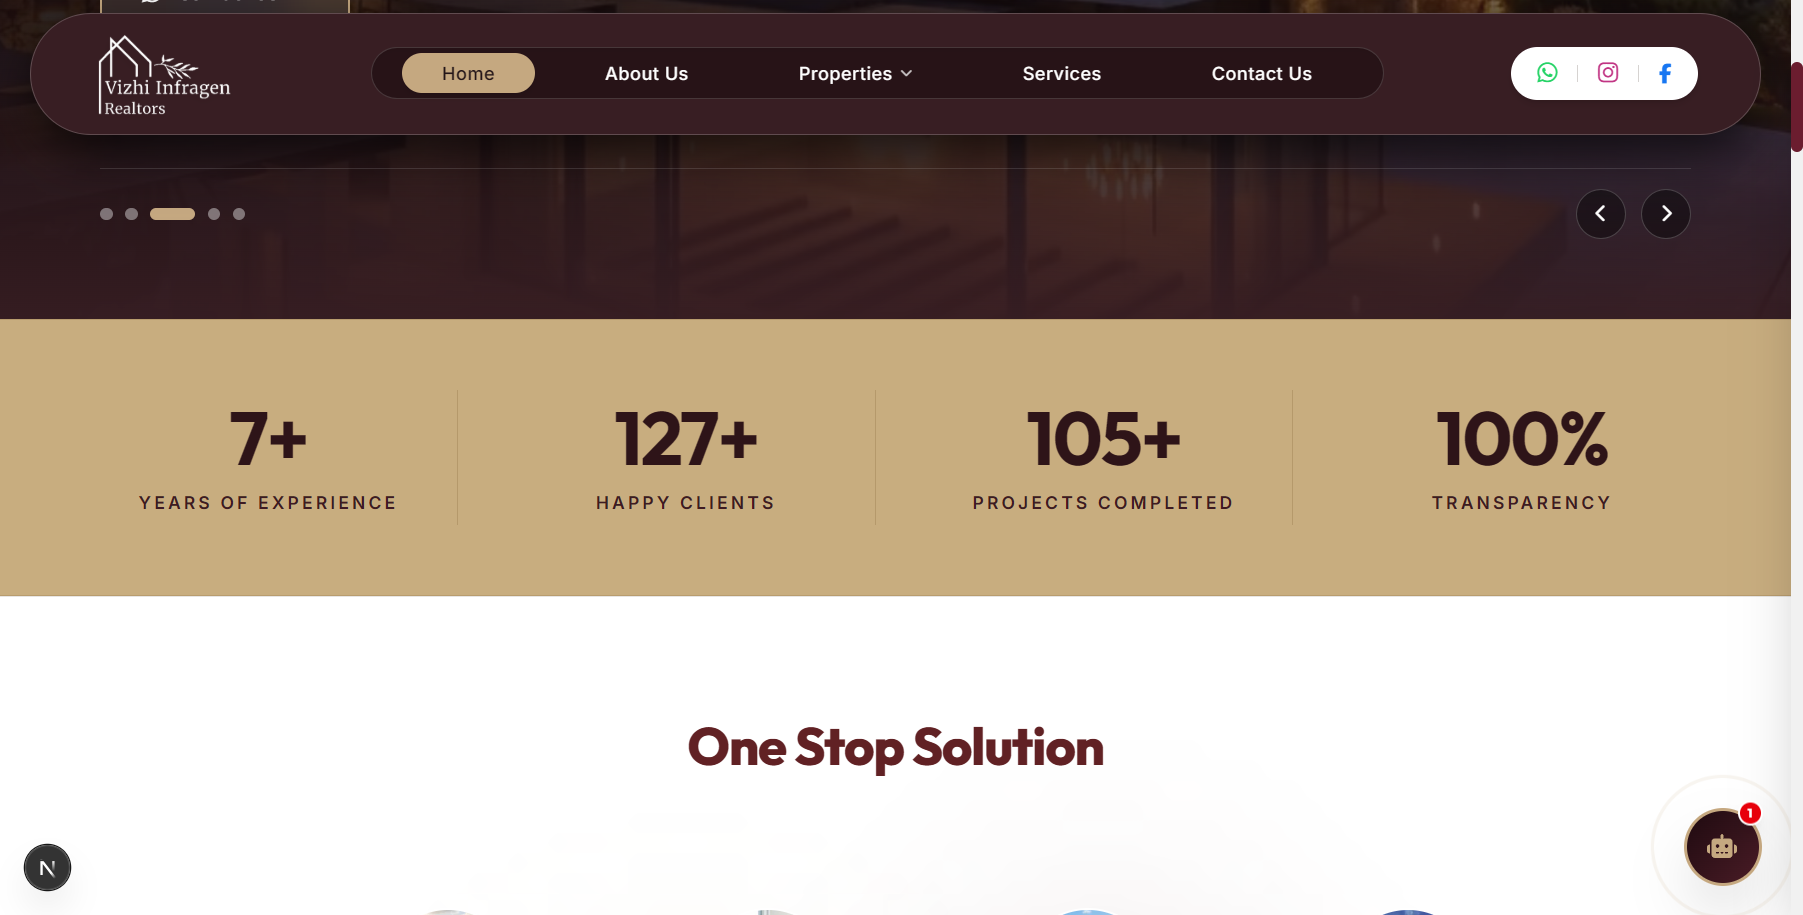 Vizhi Infragen
Realtors
Home
About Us
Properties
Services
Contact Us
7+
127+
105+
100%
YEARS OF EXPERIENCE
HAPPY CLIENTS
PROJECTS COMPLETED
TRANSPARENCY
One Stop Solution
1
N